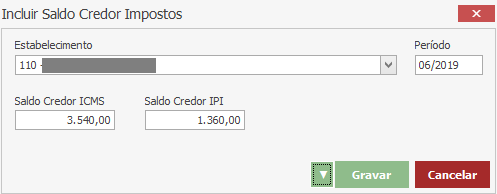 Incluir Saldo Credor Impostos
Estabelecimento Período
110 - 06/2019
Saldo Credor ICMS Saldo Credor IPI
3.540,00 1.360,00
Gravar Cancelar